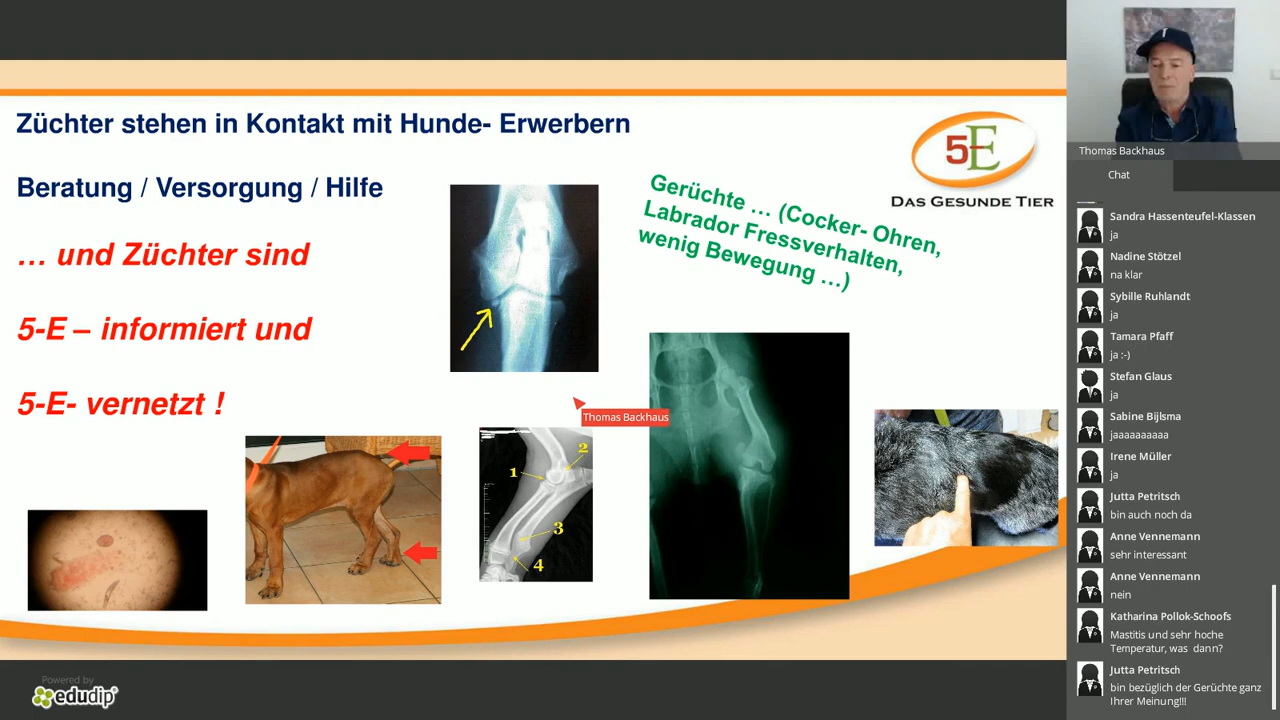 Züchter stehen in Kontakt mit Hunde- Erwerbern
Beratung / Versorgung / Hilfe
… und Züchter sind
5-E – informiert und
5-E- vernetzt !
Gerüchte … (Cocker- Ohren,
Labrador Fressverhalten,
wenig Bewegung …)
5E
DAS GESUNDE TIER
Thomas Backhaus
1
2
3
4
Powered by
edudip
Thomas Backhaus
Chat
Sandra Hassenteufel-Klassen
ja
Nadine Stötzel
na klar
Sybille Ruhlandt
ja
Tamara Pfaff
ja :-)
Stefan Glaus
ja
Sabine Bijlsma
jaaaaaaaaaa
Irene Müller
ja
Jutta Petritsch
bin auch noch da
Anne Vennemann
sehr interessant
Anne Vennemann
nein
Katharina Pollok-Schoofs
Mastitis und sehr hoche
Temperatur, was dann?
Jutta Petritsch
bin bezüglich der Gerüchte ganz
Ihrer Meinung!!!